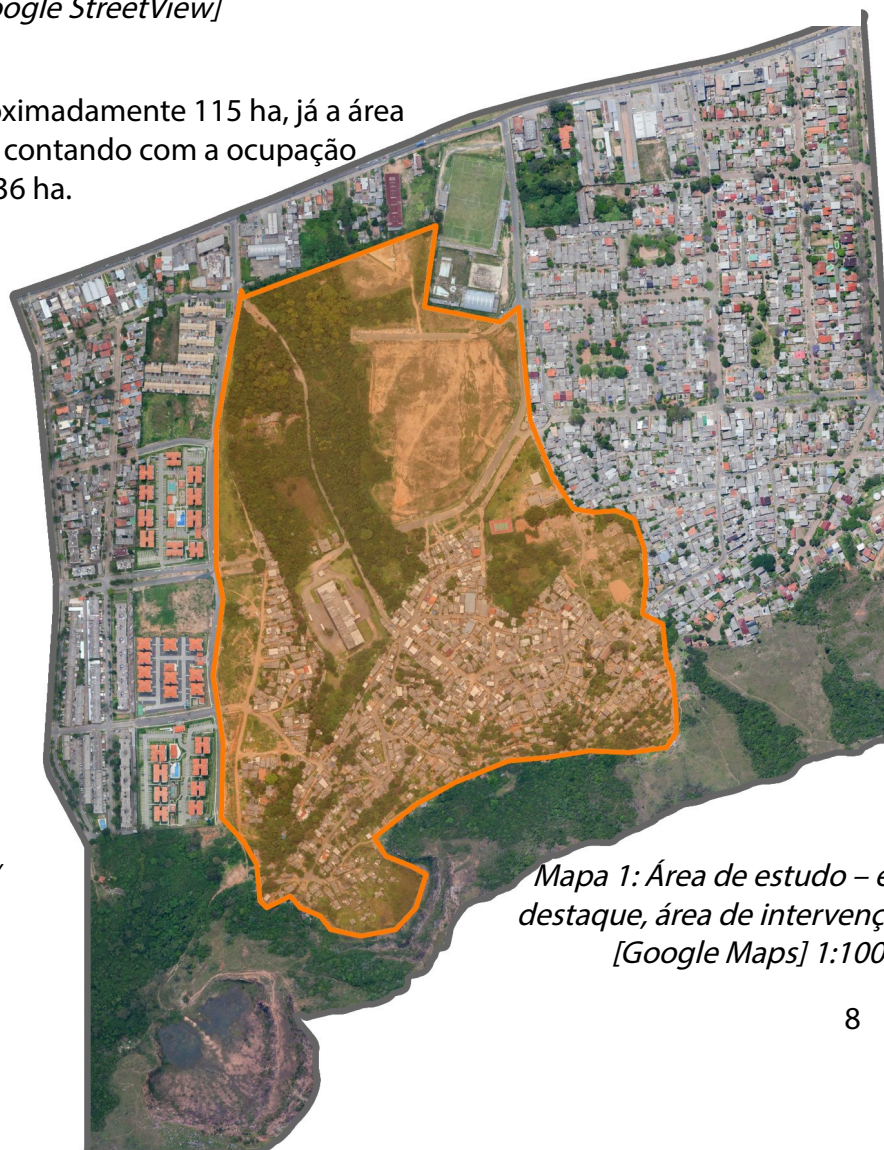 oogle StreetView]
oximadamente 115 ha, já a área
contando com a ocupação
36 ha.
Mapa 1: Área de estudo – e
destaque, área de intervenç
[Google Maps] 1:100
8